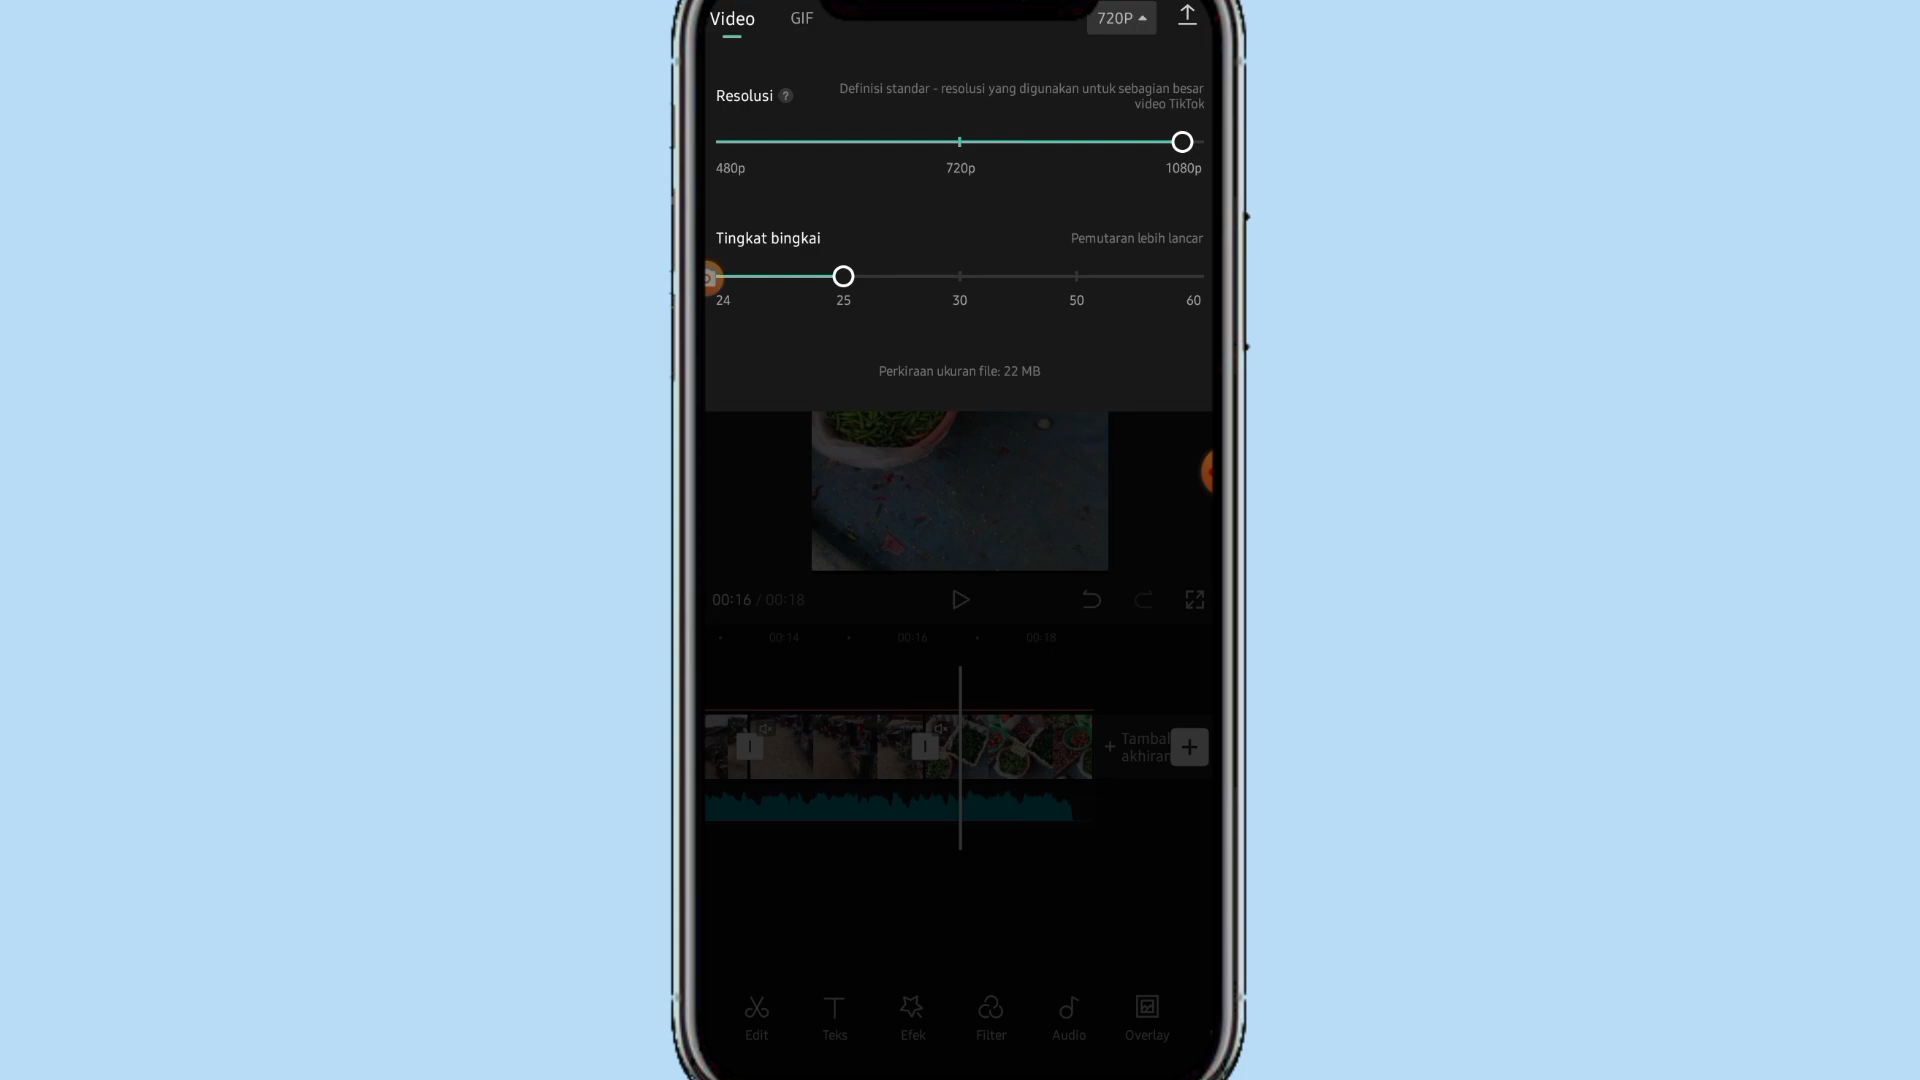 Video GIF 720P
Resolusi ? Definisi standar - resolusi yang digunakan untuk sebagian besar
video TikTok
480p 720p 1080p
Tingkat bingkai Pemutaran lebih lancar
24 25 30 50 60
Perkiraan ukuran file: 22 MB
00:16 / 00:18
00:14 00:16 00:18
+ Tambah
akhiran
Edit Teks Efek Filter Audio Overlay